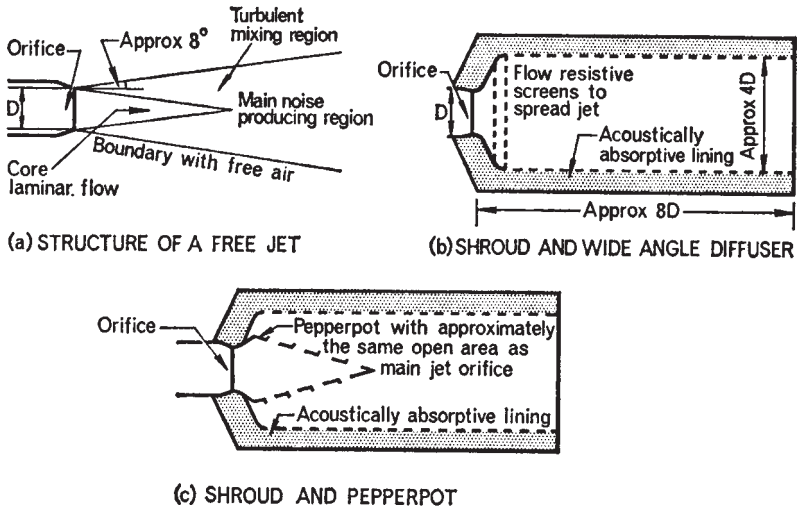 Turbulent
mixing region
Approx 8°
Orifice
D
Main noise
producing region
Core
laminar. flow
Boundary with free air
(a) STRUCTURE OF A FREE JET
Orifice
D
Flow resistive
screens to
spread jet
Acoustically
absorptive lining
Approx 4D
Approx 8D
(b) SHROUD AND WIDE ANGLE DIFFUSER
Orifice
Pepperpot with approximately
the same open area as
main jet orifice
Acoustically absorptive lining
(c) SHROUD AND PEPPERPOT